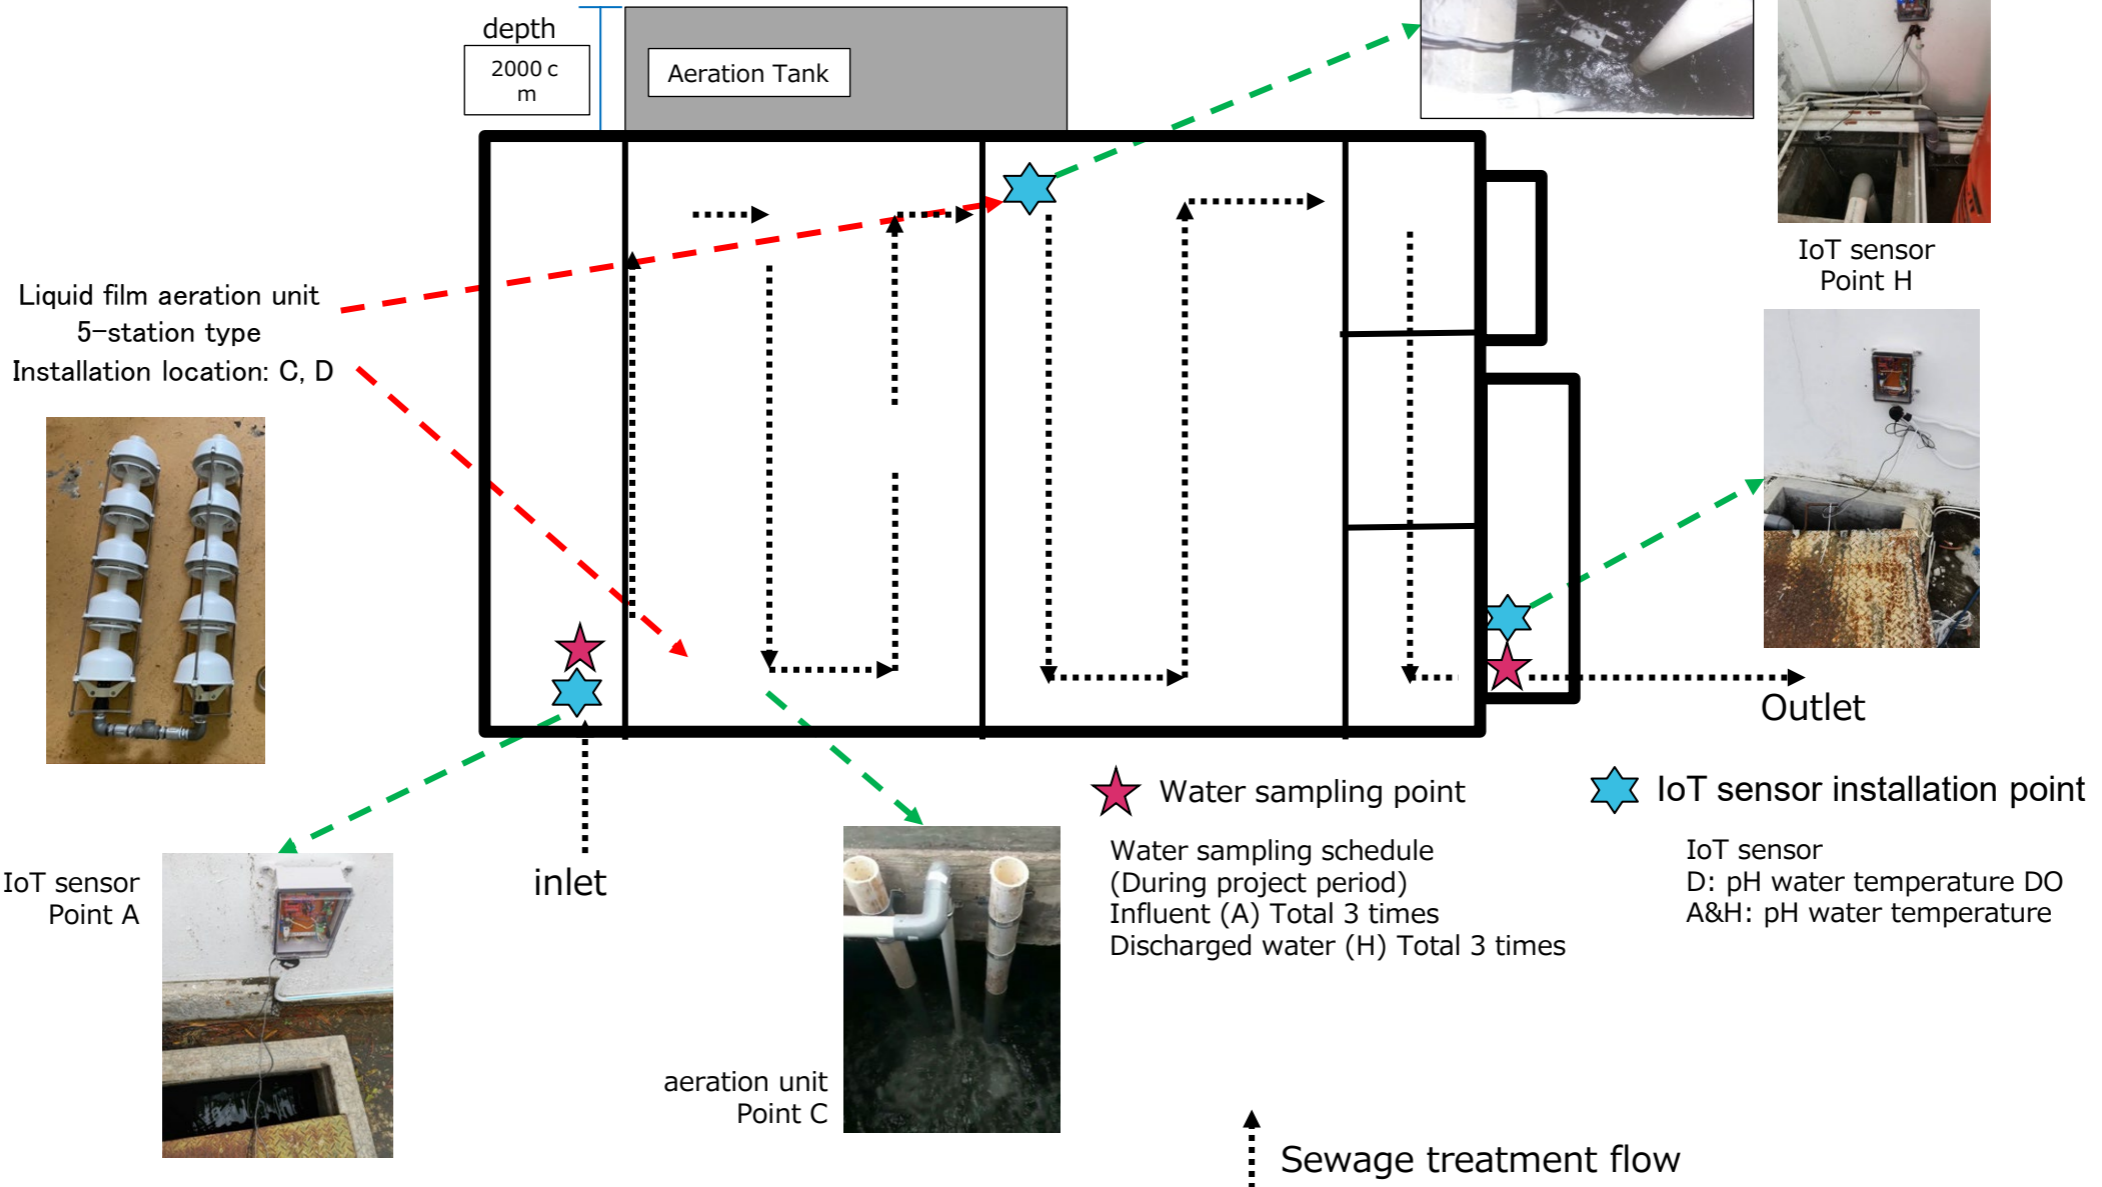 depth
2000 c
m
Aeration Tank
IoT sensor
Point H
Liquid film aeration unit
5-station type
Installation location: C, D
Outlet
Water sampling point
IoT sensor installation point
Water sampling schedule
(During project period)
Influent (A) Total 3 times
Discharged water (H) Total 3 times
IoT sensor
D: pH water temperature DO
A&H: pH water temperature
inlet
IoT sensor
Point A
aeration unit
Point C
Sewage treatment flow